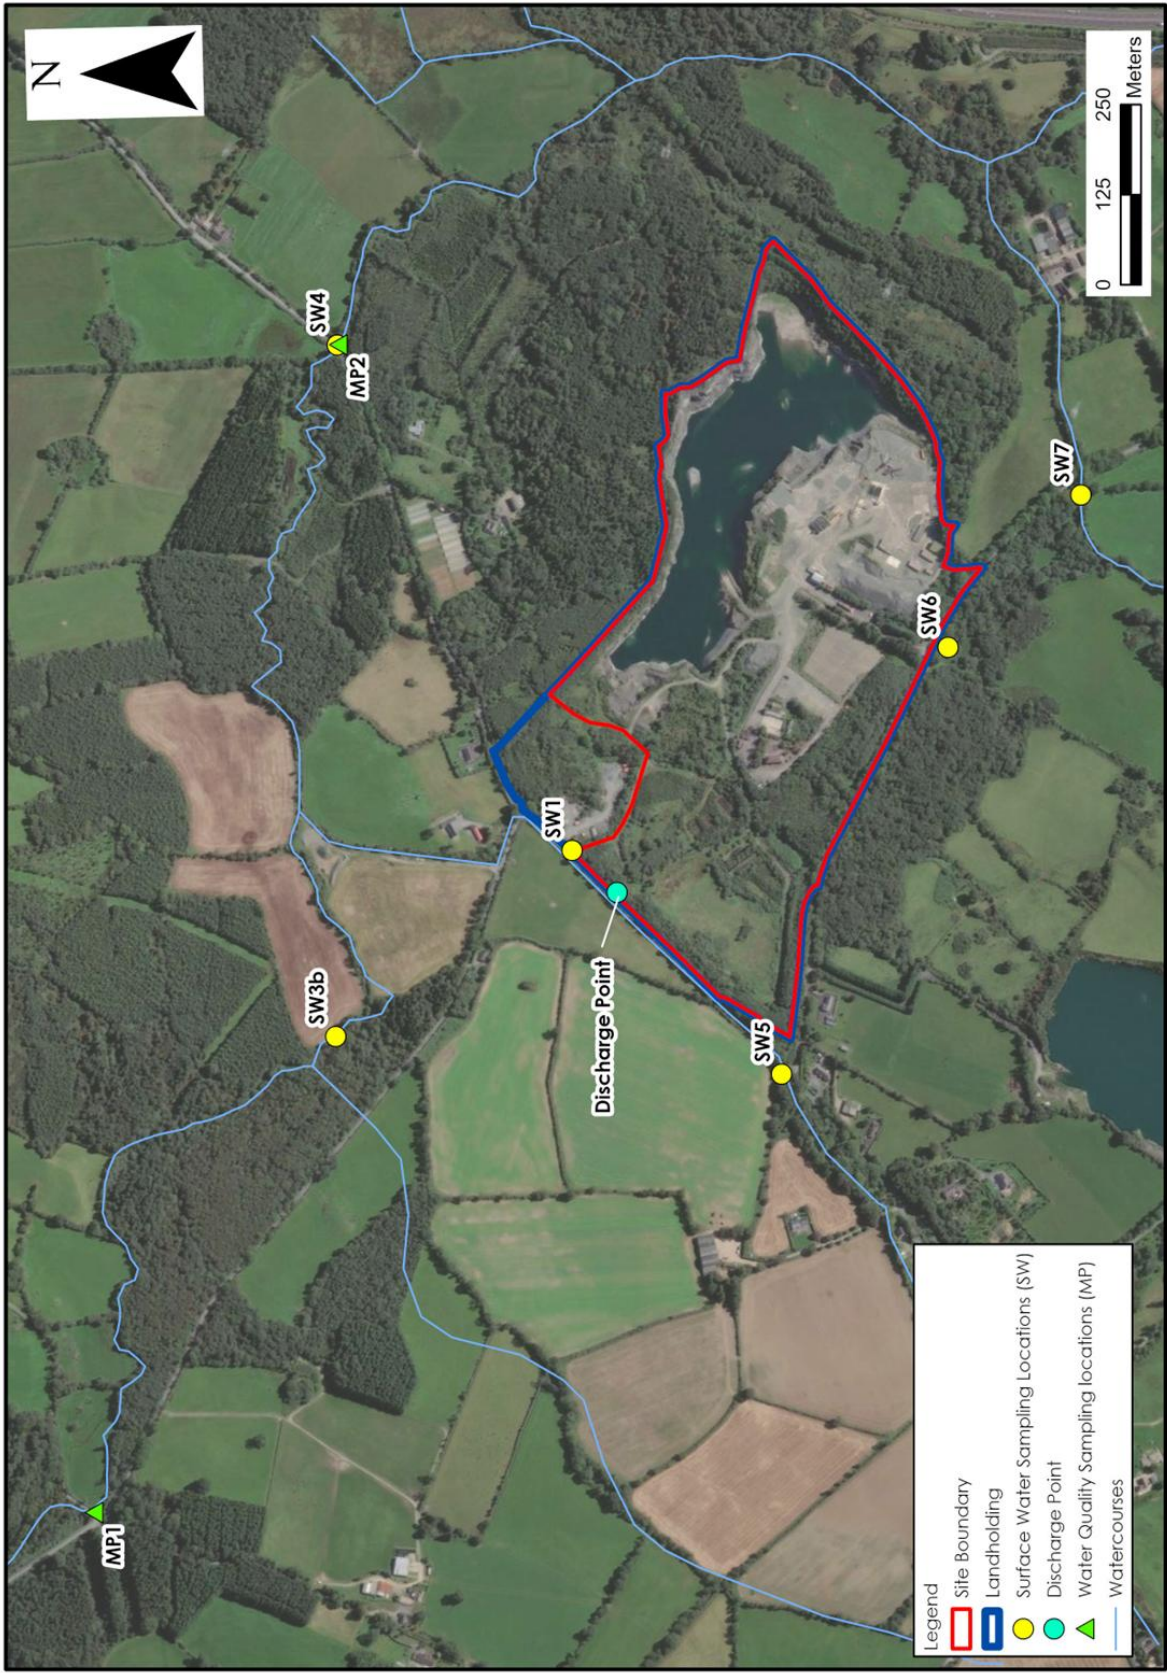 N
SW4
MP2
SW3b
MP1
SW1
Discharge Point
SW5
SW6
SW7
0 125 250
Meters
Legend
Site Boundary
Landholding
Surface Water Sampling Locations (SW)
Discharge Point
Water Quality Sampling locations (MP)
Watercourses